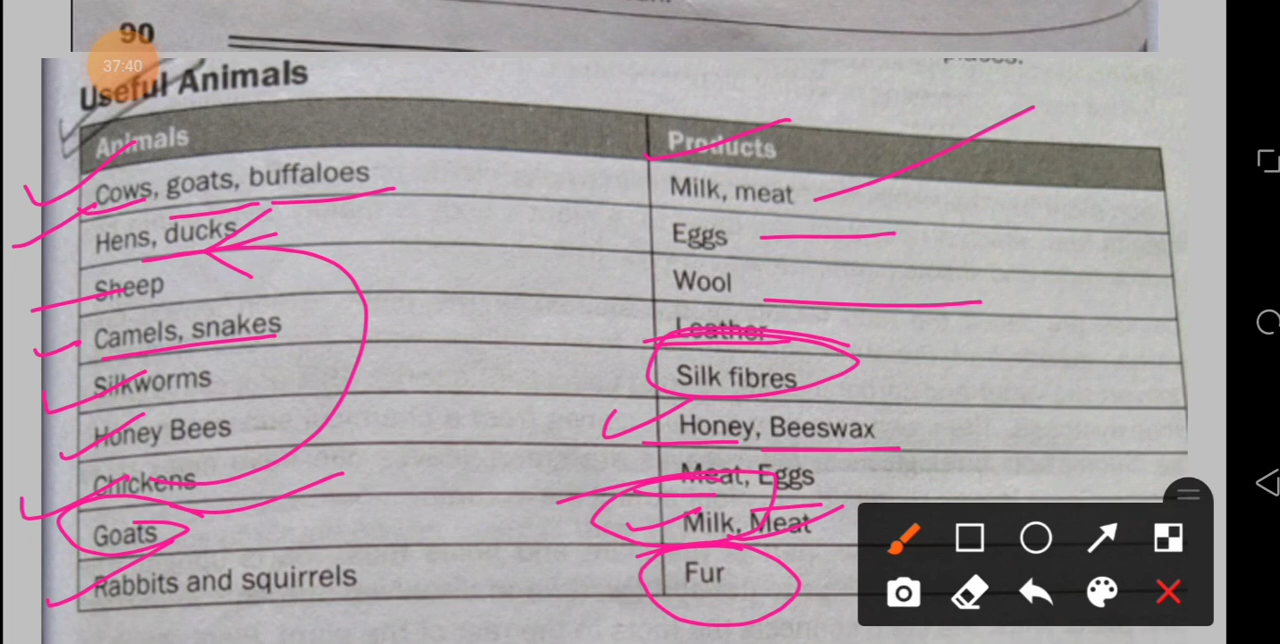 90
37:40
Useful Animals
Animals Products
Cows, goats, buffaloes Milk, meat
Hens, ducks Eggs
Sheep Wool
Camels, snakes Leather
Silkworms Silk fibres
Honey Bees Honey, Beeswax
Chickens Meat, Eggs
Goats Milk, Meat
Rabbits and squirrels Fur